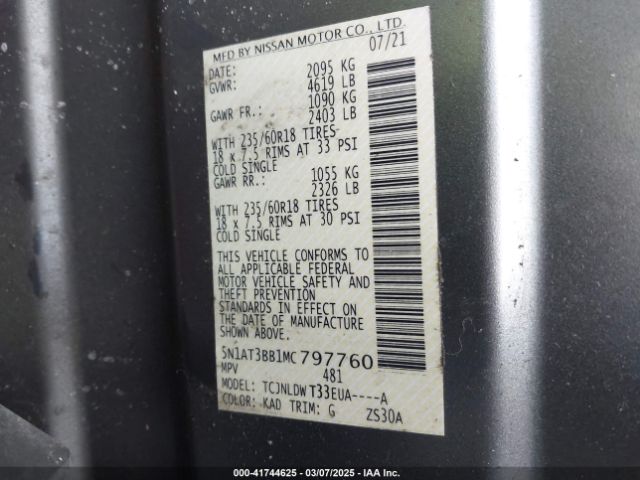 MFD BY NISSAN MOTOR CO., LTD.
DATE: 07/21
GVWR: 2095 KG
4619 LB
GAWR FR.: 1090 KG
2403 LB
WITH 235/60R18 TIRES
18 x 7.5 RIMS AT 33 PSI
COLD SINGLE
GAWR RR.: 1055 KG
2326 LB
WITH 235/60R18 TIRES
18 x 7.5 RIMS AT 30 PSI
COLD SINGLE
THIS VEHICLE CONFORMS TO
ALL APPLICABLE FEDERAL
MOTOR VEHICLE SAFETY AND
THEFT PREVENTION
STANDARDS IN EFFECT ON
THE DATE OF MANUFACTURE
SHOWN ABOVE.
5N1AT3BB1MC797760
MPV 481
MODEL: TCJNLDW T33EUA----A
COLOR: KAD TRIM: G ZS30A
000-41744625 - 03/07/2025 - IAA Inc.